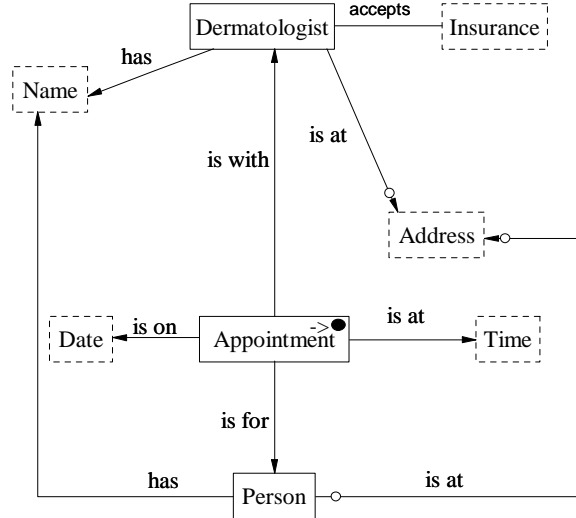 Dermatologist
accepts
Insurance
has
Name
is at
is with
Address
Date
is on
Appointment
->
is at
Time
is for
has
Person
is at